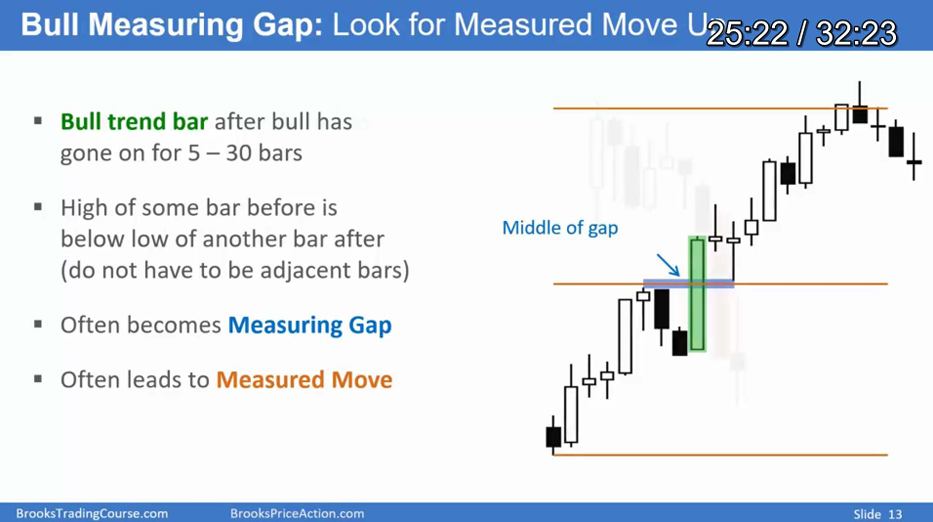 Bull Measuring Gap: Look for Measured Move Up
25:22 / 32:23
▪ Bull trend bar after bull has
gone on for 5 – 30 bars
▪ High of some bar before is
below low of another bar after
(do not have to be adjacent bars)
▪ Often becomes Measuring Gap
▪ Often leads to Measured Move
Middle of gap
BrooksTradingCourse.com
BrooksPriceAction.com
Slide 13